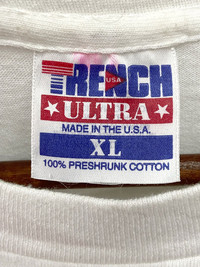 TRENCH
USA
ULTRA
MADE IN THE U.S.A.
XL
100% PRESHRUNK COTTON